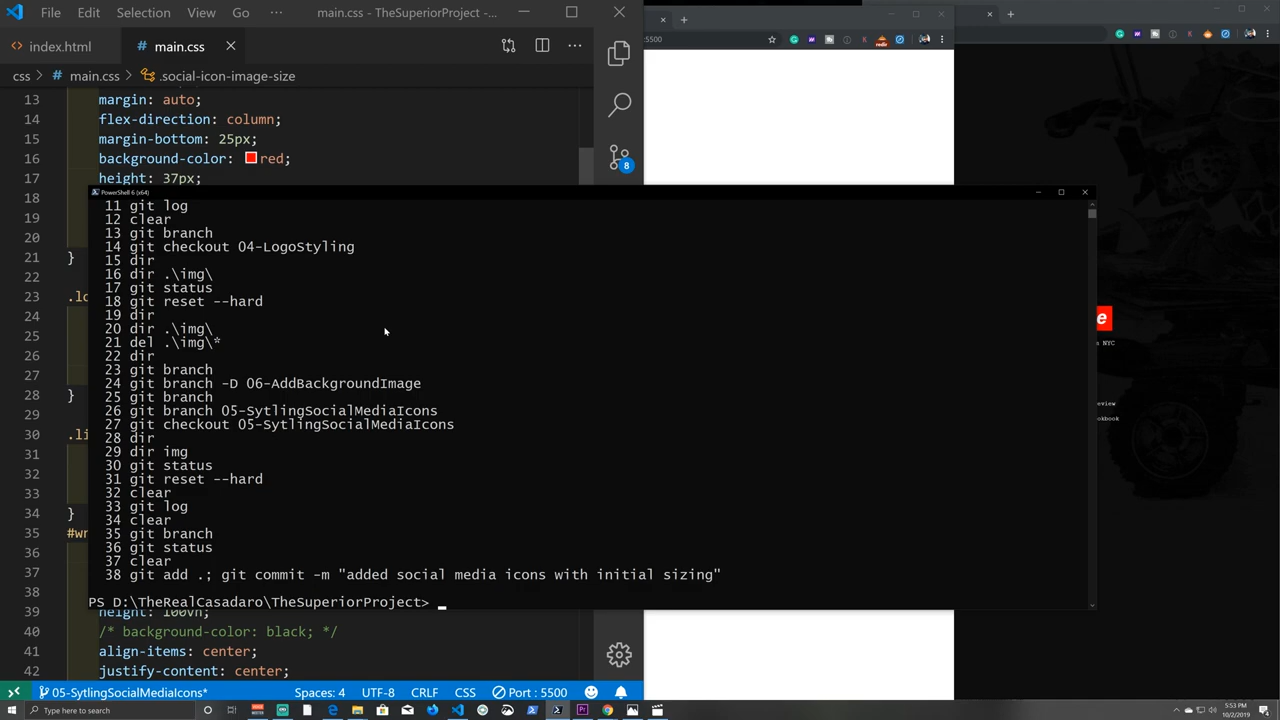 File Edit Selection View Go ··· main.css - TheSuperiorProject -...
index.html main.css
css > main.css > .social-icon-image-size
13 margin: auto;
14 flex-direction: column;
15 margin-bottom: 25px;
16 background-color: red;
17 height: 37px;
18
19
20
21 }
22
23
24
25
26
27
28 }
29
30 .li
31
32
33
34 }
35 #wr
36
37
38
39 height: 100vh;
40 /* background-color: black; */
41 align-items: center;
42 justify-content: center;
8
PowerShell 6 (x64)
11 git log
12 clear
13 git branch
14 git checkout 04-LogoStyling
15 dir
16 dir .\img\
17 git status
18 git reset --hard
19 dir
20 dir .\img\
21 del .\img\*
22 dir
23 git branch
24 git branch -D 06-AddBackgroundImage
25 git branch
26 git branch 05-SytlingSocialMediaIcons
27 git checkout 05-SytlingSocialMediaIcons
28 dir
29 dir img
30 git status
31 git reset --hard
32 clear
33 git log
34 clear
35 git branch
36 git status
37 clear
38 git add .; git commit -m "added social media icons with initial sizing"
PS D:\TheRealCasadaro\TheSuperiorProject>
5500
e
s NYC
review
okbook
05-SytlingSocialMediaIcons* Spaces: 4 UTF-8 CRLF CSS Port : 5500
Type here to search
5:53 PM
10/2/2019